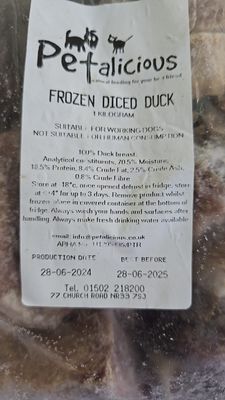 Petalicious
natural feeding for your best friend
FROZEN DICED DUCK
1 KILOGRAM
SUITABLE FOR WORKING DOGS
NOT SUITABLE FOR HUMAN CONSUMPTION
100% Duck breast.
Analytical constituents, 20.5% Moisture,
18.5% Protein, 8.4% Crude Fat, 2.5% Crude Ash,
0.8% Crude Fibre
Store at -18°c, once opened defrost in fridge, store
at <4° for up to 3 days. Remove product whilst
frozen, place in covered container at the bottom of
fridge. Always wash your hands and surfaces after
handling. Always make fresh drinking water available
email: info@petalicious.co.uk
APHA No:
PRODUCTION DATE BEST BEFORE
28-06-2024 28-06-2025
Tel. 01502 218200
77 CHURCH ROAD NR33 7SJ